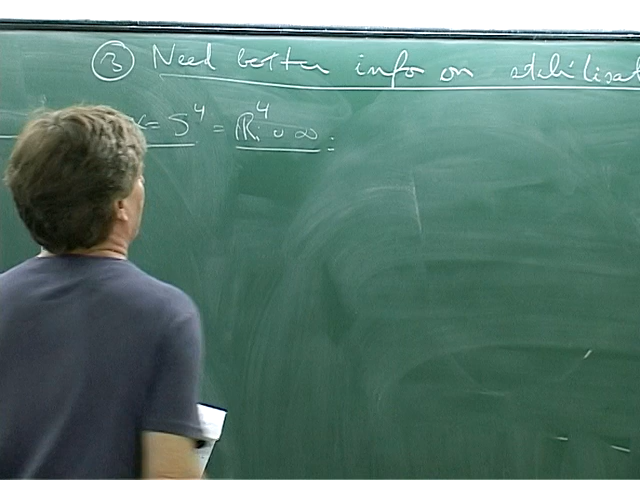 ③ Need better info on stabilisat
X = S⁴ = ℝ⁴ ∪ ∞ :